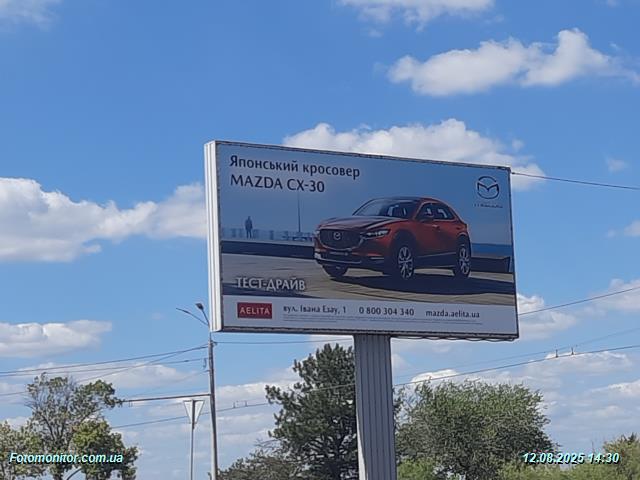 Японський кросовер
MAZDA CX-30
ТЕСТ-ДРАЙВ
AELITA вул. Івана Езау, 1 0 800 304 340 mazda.aelita.ua
Fotomonitor.com.ua
12.08.2025 14:30